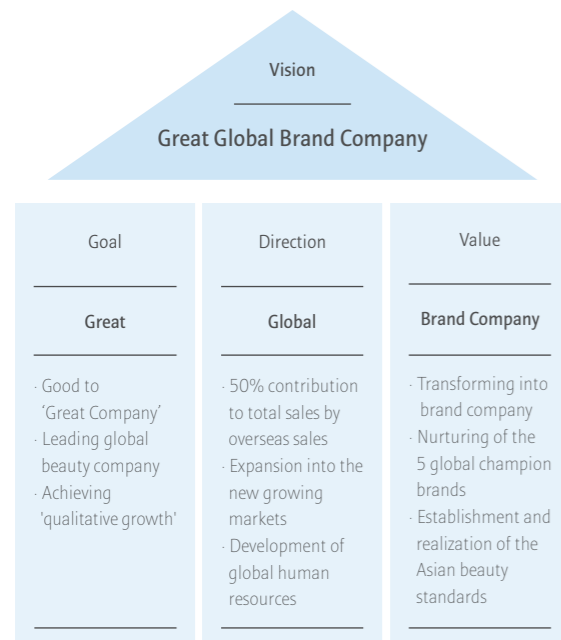 Vision
Great Global Brand Company
Goal
Great
· Good to
‘Great Company’
· Leading global
beauty company
· Achieving
'qualitative growth'
Direction
Global
· 50% contribution
to total sales by
overseas sales
· Expansion into the
new growing
markets
· Development of
global human
resources
Value
Brand Company
· Transforming into
brand company
· Nurturing of the
5 global champion
brands
· Establishment and
realization of the
Asian beauty
standards